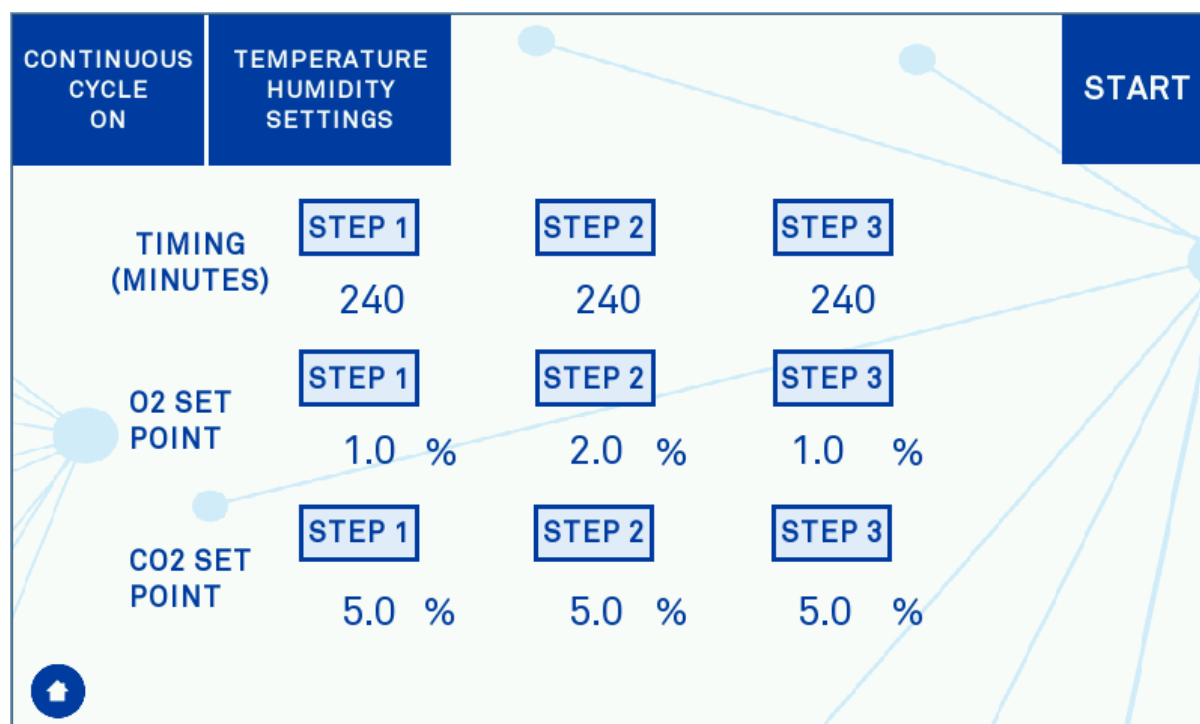 CONTINUOUS
CYCLE
ON
TEMPERATURE
HUMIDITY
SETTINGS
START
TIMING
(MINUTES)
STEP 1 STEP 2 STEP 3
240 240 240
O2 SET
POINT
STEP 1 STEP 2 STEP 3
1.0 % 2.0 % 1.0 %
CO2 SET
POINT
STEP 1 STEP 2 STEP 3
5.0 % 5.0 % 5.0 %